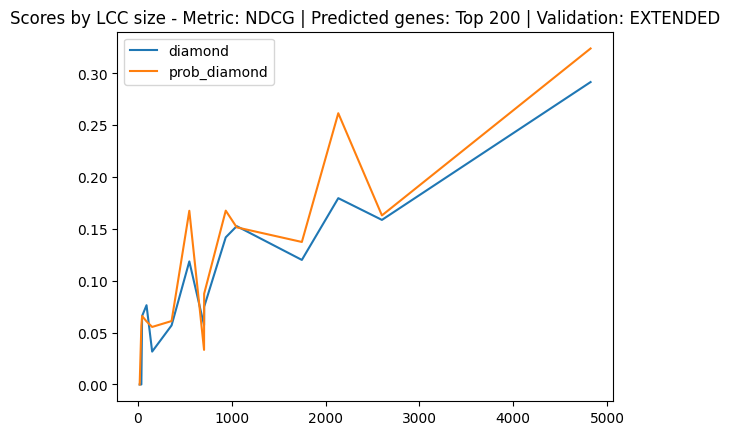 Scores by LCC size - Metric: NDCG | Predicted genes: Top 200 | Validation: EXTENDED
diamond
prob_diamond
0.30
0.25
0.20
0.15
0.10
0.05
0.00
0 1000 2000 3000 4000 5000